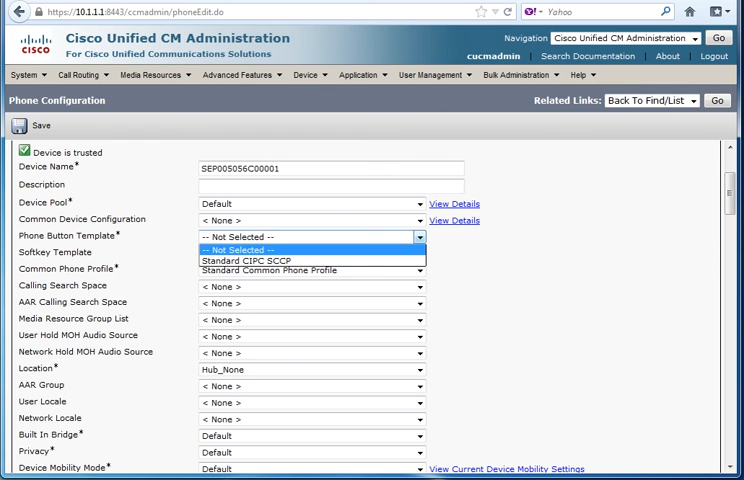 https://10.1.1.1:8443/ccmadmin/phoneEdit.do
Yahoo
CISCO
Cisco Unified CM Administration
For Cisco Unified Communications Solutions
Navigation Cisco Unified CM Administration Go
cucmadmin Search Documentation About Logout
System Call Routing Media Resources Advanced Features Device Application User Management Bulk Administration Help
Phone Configuration Related Links: Back To Find/List Go
Save
Device is trusted
Device Name* SEP005056C00001
Description
Device Pool* Default View Details
Common Device Configuration < None > View Details
Phone Button Template* -- Not Selected --
-- Not Selected --
Softkey Template
Standard CIPC SCCP
Common Phone Profile* Standard Common Phone Profile
Calling Search Space < None >
AAR Calling Search Space < None >
Media Resource Group List < None >
User Hold MOH Audio Source < None >
Network Hold MOH Audio Source < None >
Location* Hub_None
AAR Group < None >
User Locale < None >
Network Locale < None >
Built In Bridge* Default
Privacy* Default
Device Mobility Mode* Default View Current Device Mobility Settings